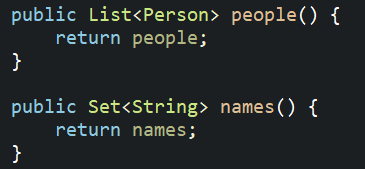 public List<Person> people() {
    return people;
}

public Set<String> names() {
    return names;
}